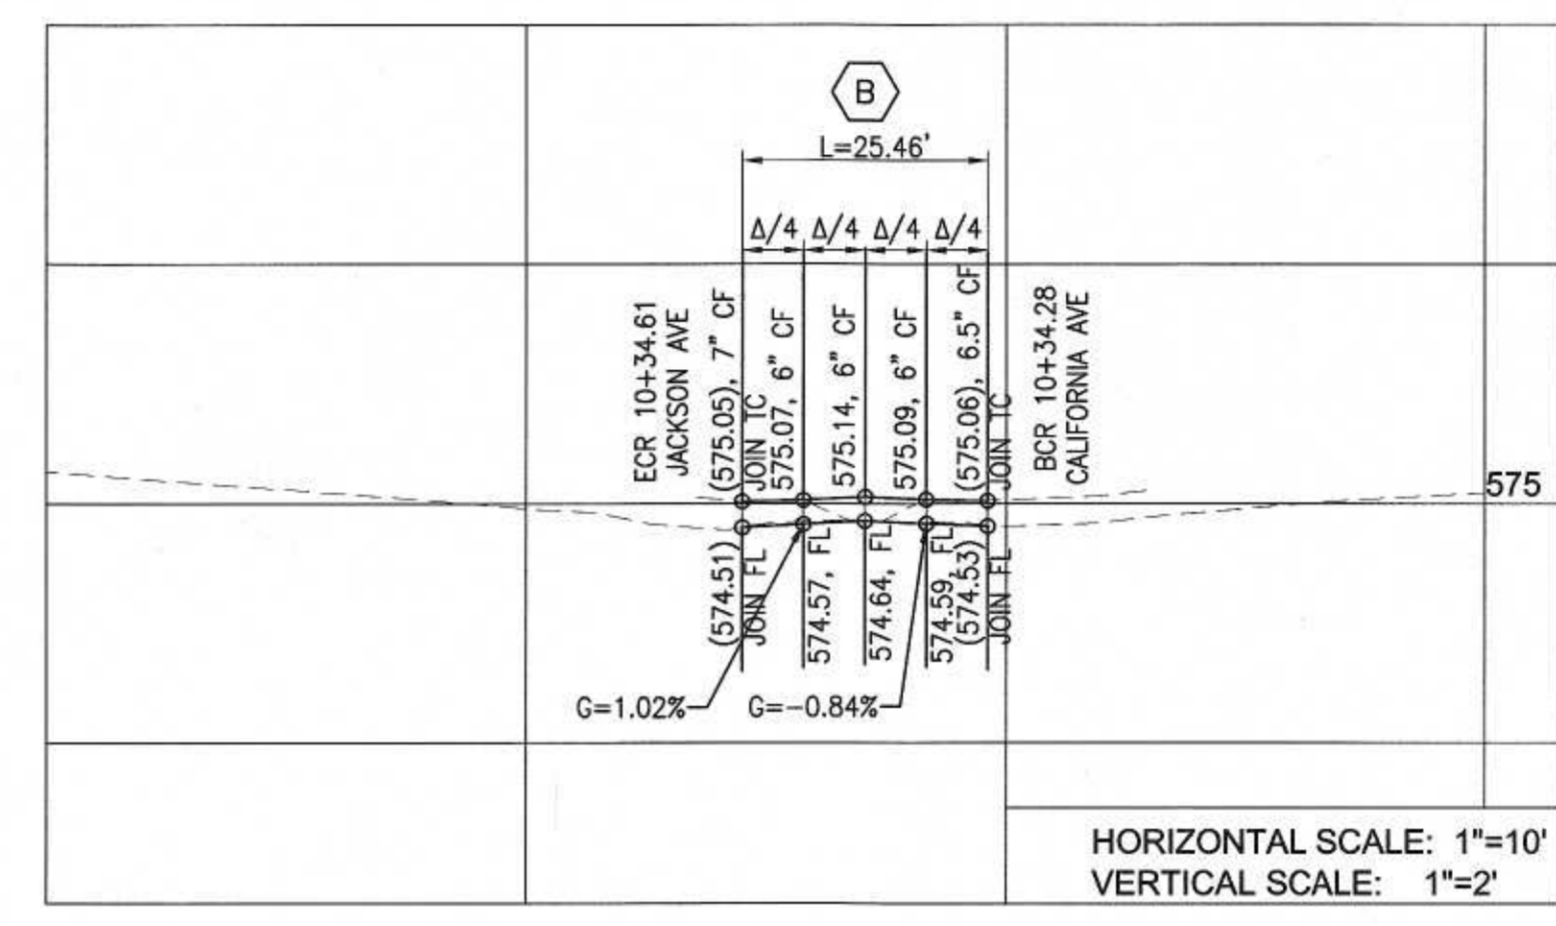 B
L=25.46'
Δ/4 Δ/4 Δ/4 Δ/4
ECR 10+34.61
JACKSON AVE
(575.05), 7" CF
JOIN TC
575.07, 6" CF
575.14, 6" CF
575.09, 6" CF
(575.06), 6.5" CF
JOIN TC
BCR 10+34.28
CALIFORNIA AVE
575
(574.51)
JOIN FL
574.57, FL
574.64, FL
574.59, FL
(574.53)
JOIN FL
G=1.02%
G=-0.84%
HORIZONTAL SCALE: 1"=10'
VERTICAL SCALE: 1"=2'